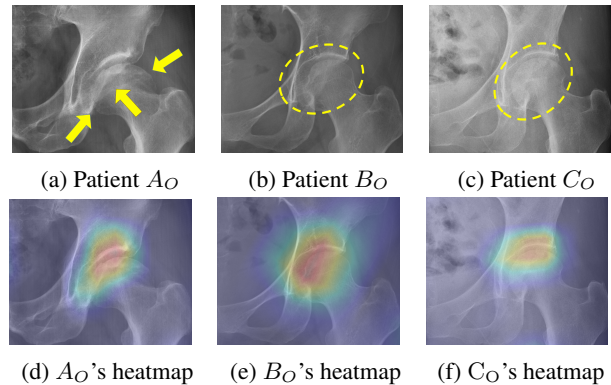 (a) Patient A_O
(b) Patient B_O
(c) Patient C_O
(d) A_O's heatmap
(e) B_O's heatmap
(f) C_O's heatmap